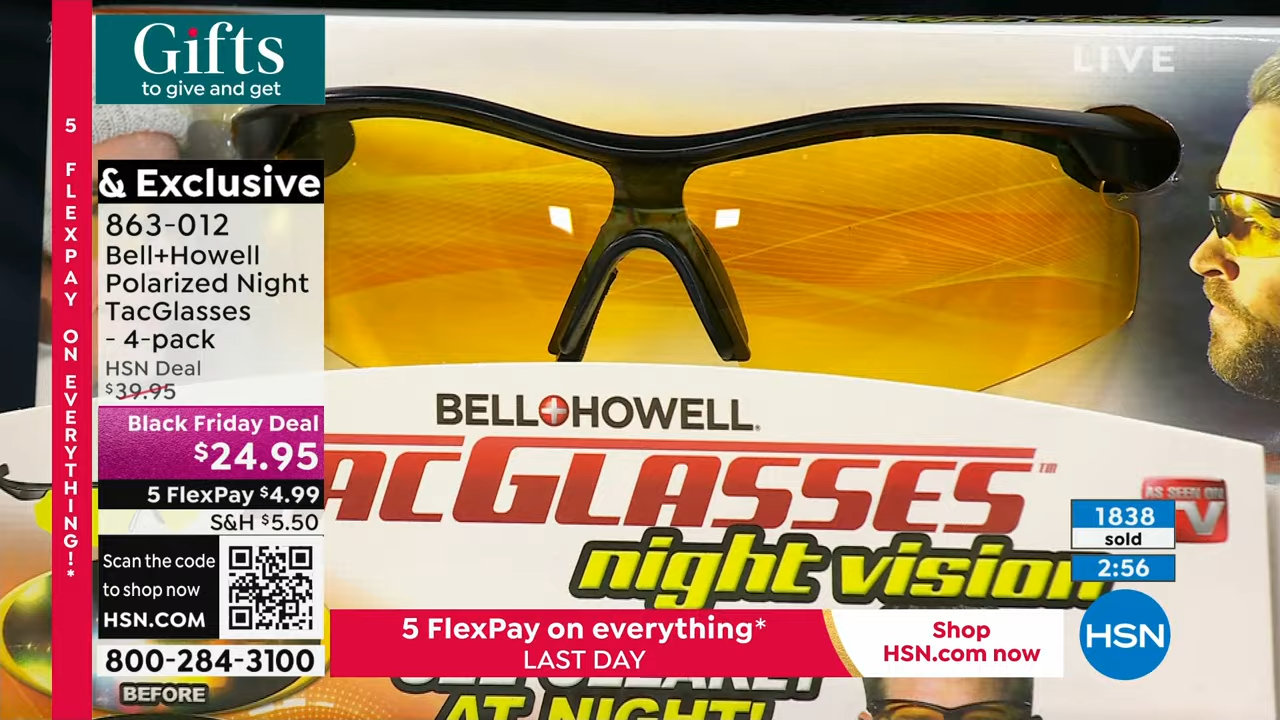 Gifts
to give and get
LIVE
5 FLEXPAY ON EVERYTHING!*
& Exclusive
863-012
Bell+Howell
Polarized Night
TacGlasses
- 4-pack
HSN Deal
$39.95
Black Friday Deal
$24.95
5 FlexPay $4.99
S&H $5.50
Scan the code
to shop now
HSN.COM
800-284-3100
BEFORE
BELL+HOWELL®
ACGLASSES™
night vision
AS SEEN ON
TV
1838
sold
2:56
5 FlexPay on everything*
LAST DAY
Shop
HSN.com now
HSN
AT NIGHT!